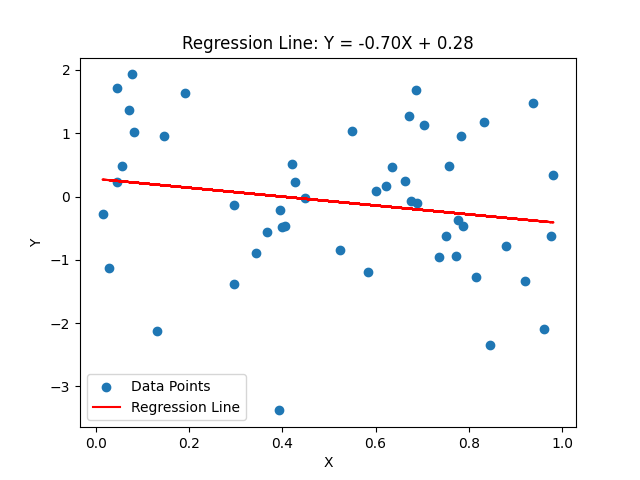 Regression Line: Y = -0.70X + 0.28
2
1
0
−1
−2
−3
Y
Data Points
Regression Line
0.0 0.2 0.4 0.6 0.8 1.0
X